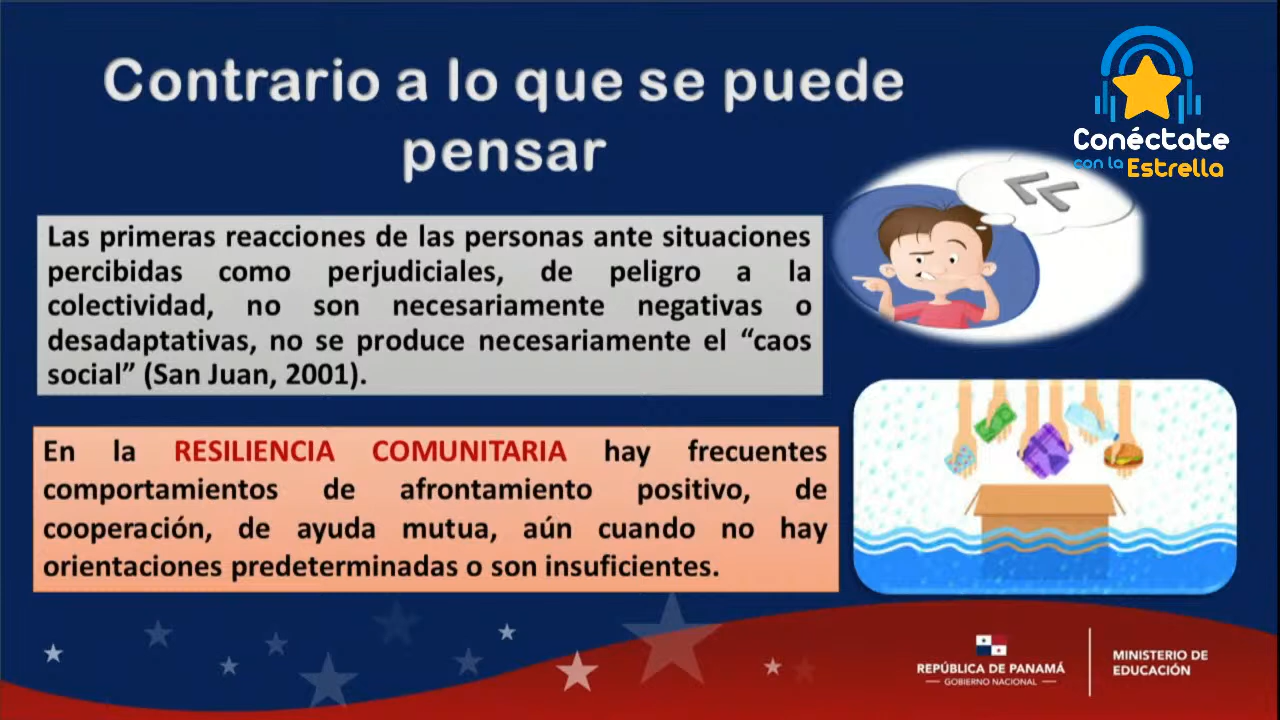 Contrario a lo que se puede
pensar
Conéctate
con la Estrella
Las primeras reacciones de las personas ante situaciones
percibidas como perjudiciales, de peligro a la
colectividad, no son necesariamente negativas o
desadaptativas, no se produce necesariamente el “caos
social” (San Juan, 2001).
En la RESILIENCIA COMUNITARIA hay frecuentes
comportamientos de afrontamiento positivo, de
cooperación, de ayuda mutua, aún cuando no hay
orientaciones predeterminadas o son insuficientes.
REPÚBLICA DE PANAMÁ
— GOBIERNO NACIONAL —
MINISTERIO DE
EDUCACIÓN